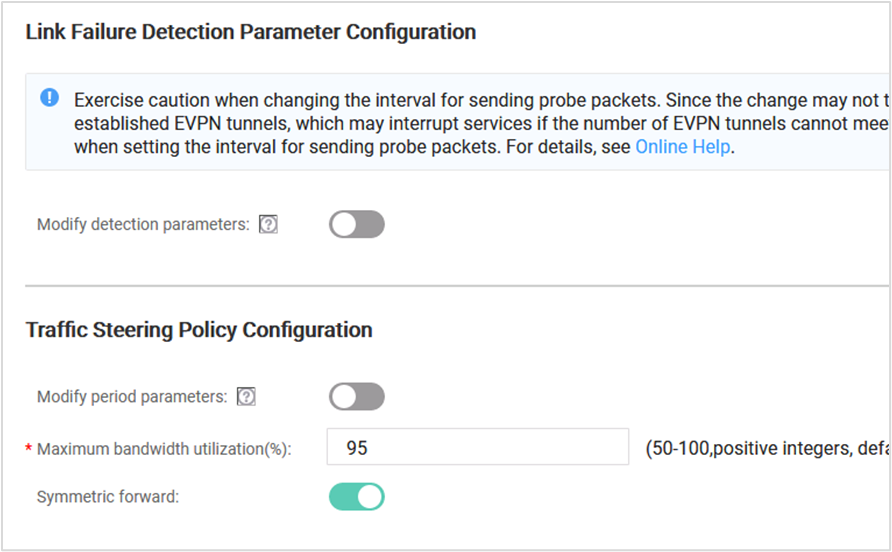 Link Failure Detection Parameter Configuration
Exercise caution when changing the interval for sending probe packets. Since the change may not
established EVPN tunnels, which may interrupt services if the number of EVPN tunnels cannot
when setting the interval for sending probe packets. For details, see Online Help.
Modify detection parameters:
Traffic Steering Policy Configuration
Modify period parameters:
* Maximum bandwidth utilization(%): 95 (50-100,positive integers,
Symmetric forward: